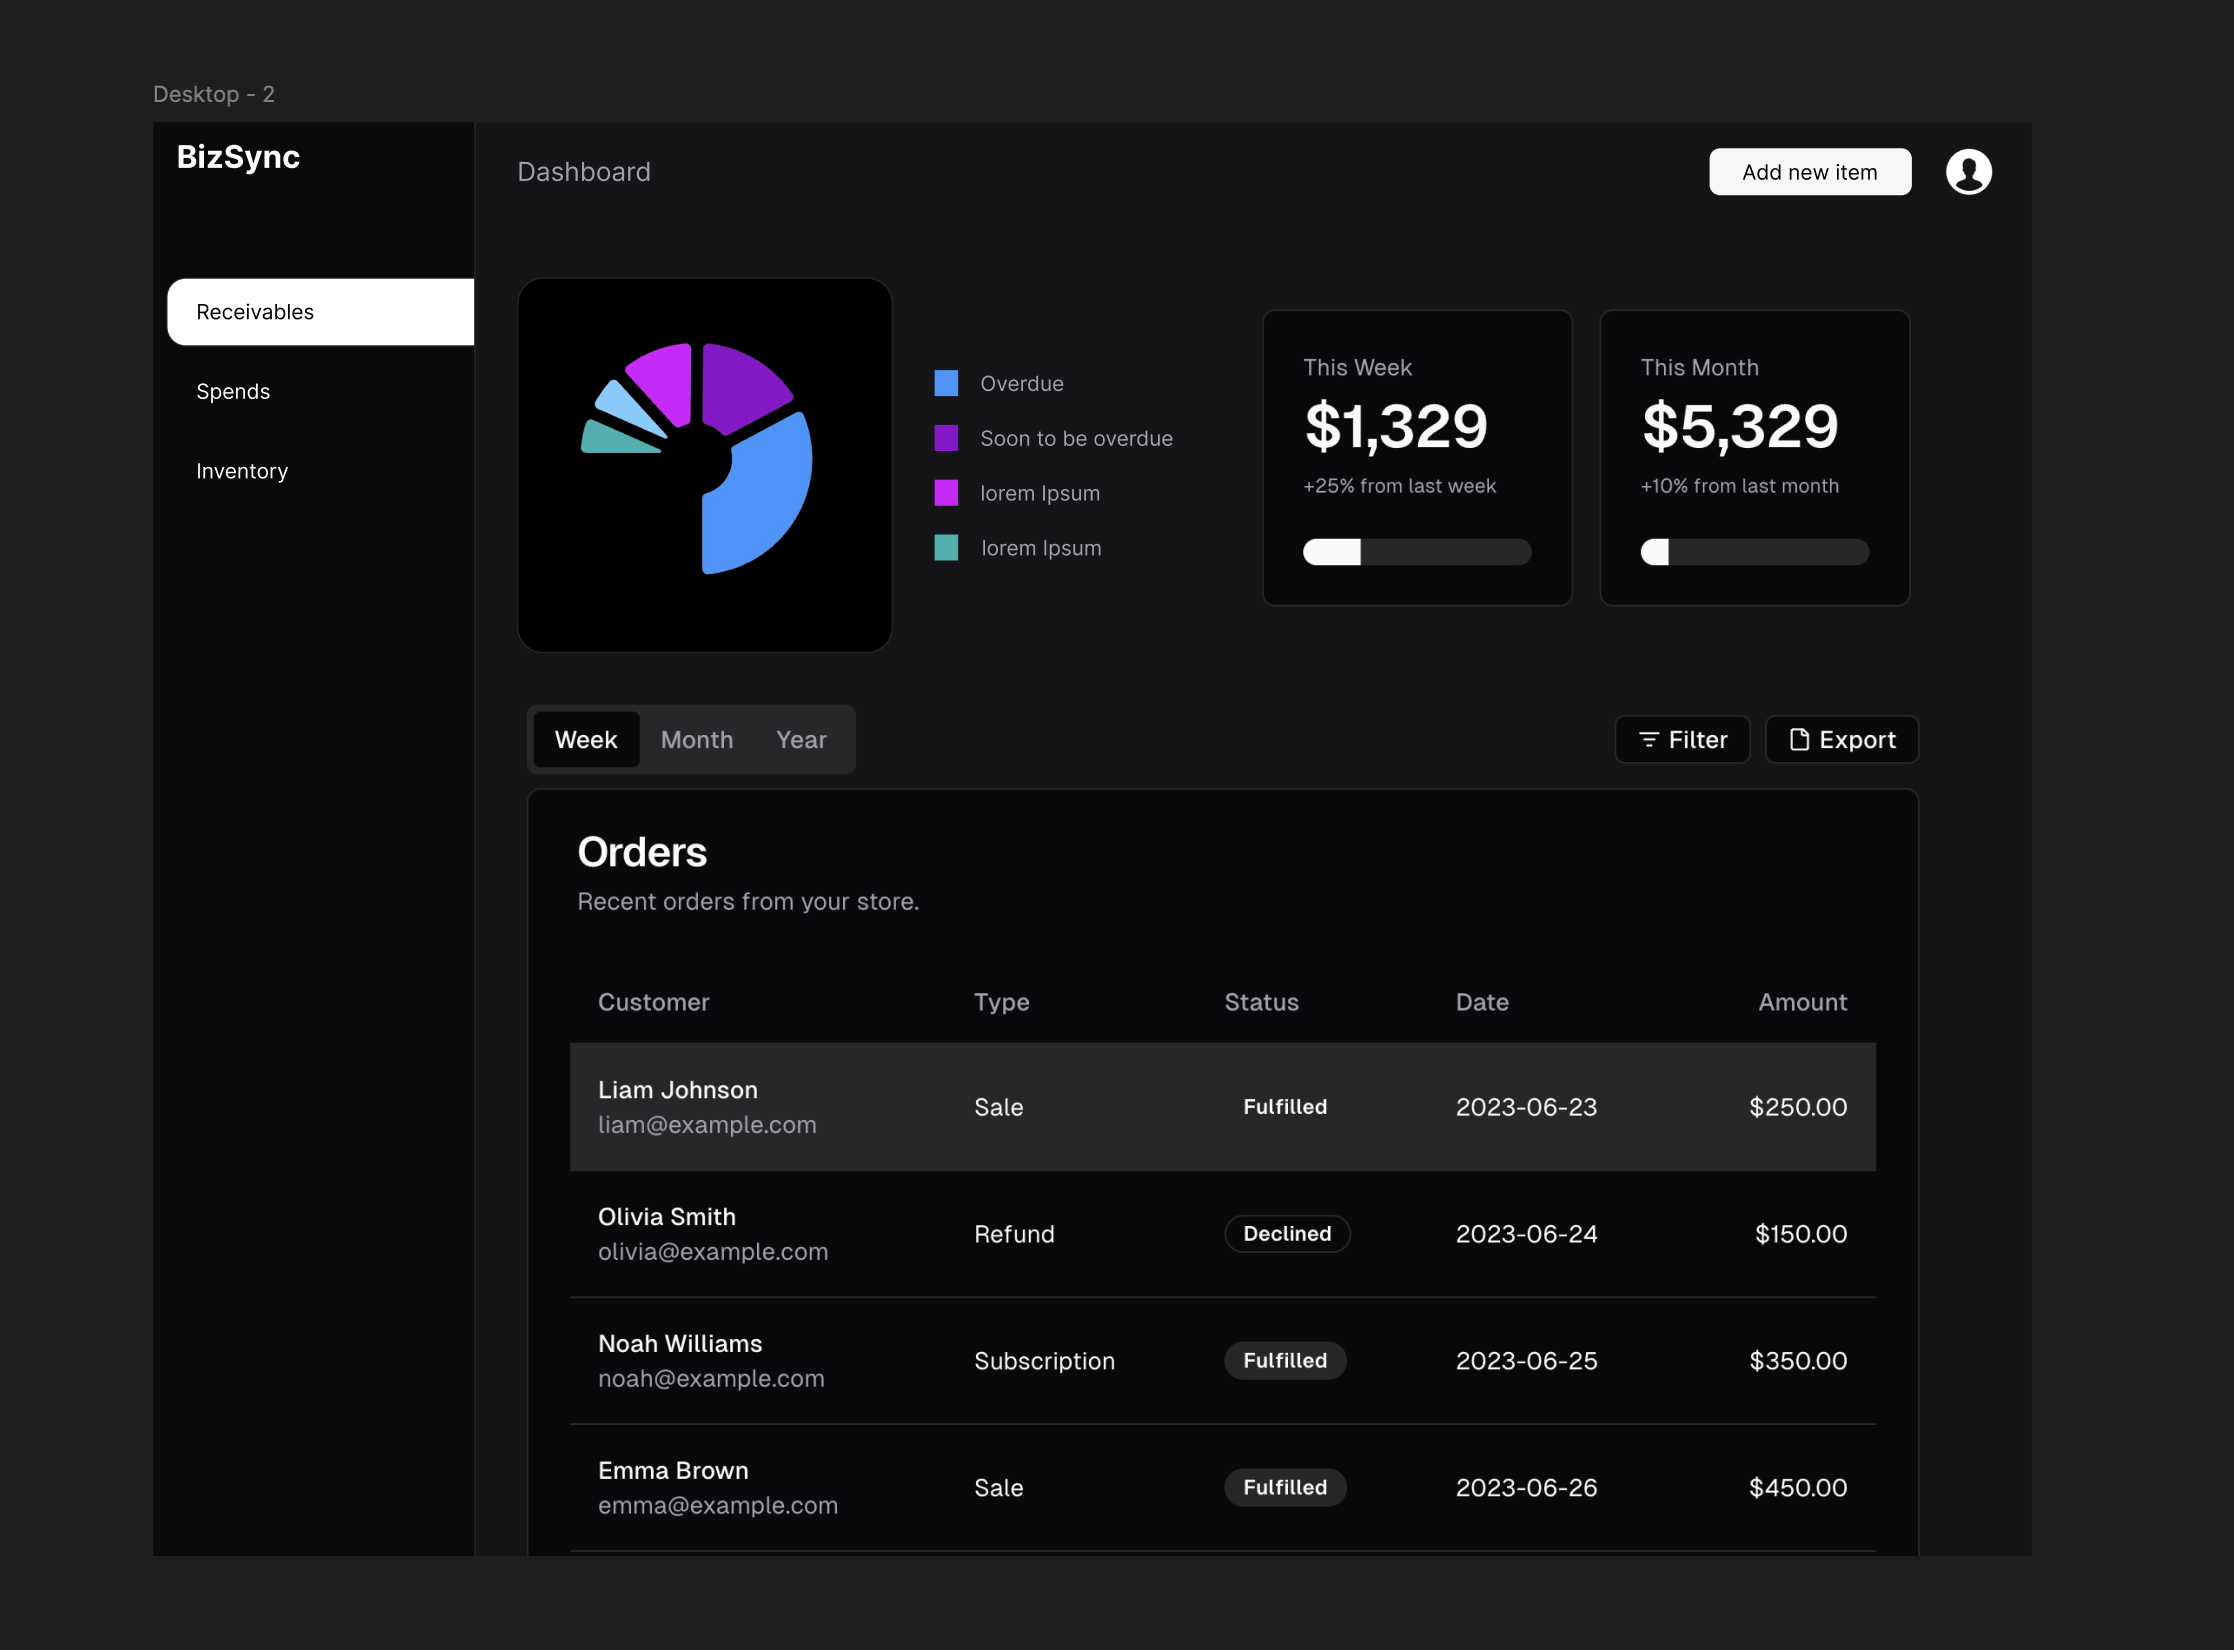 Desktop - 2
BizSync
Dashboard
Add new item
Receivables
Spends
Inventory
Overdue
Soon to be overdue
lorem Ipsum
lorem Ipsum
This Week
$1,329
+25% from last week
This Month
$5,329
+10% from last month
Week Month Year
Filter Export
Orders
Recent orders from your store.
Customer Type Status Date Amount
Liam Johnson
liam@example.com
Sale Fulfilled 2023-06-23 $250.00
Olivia Smith
olivia@example.com
Refund Declined 2023-06-24 $150.00
Noah Williams
noah@example.com
Subscription Fulfilled 2023-06-25 $350.00
Emma Brown
emma@example.com
Sale Fulfilled 2023-06-26 $450.00